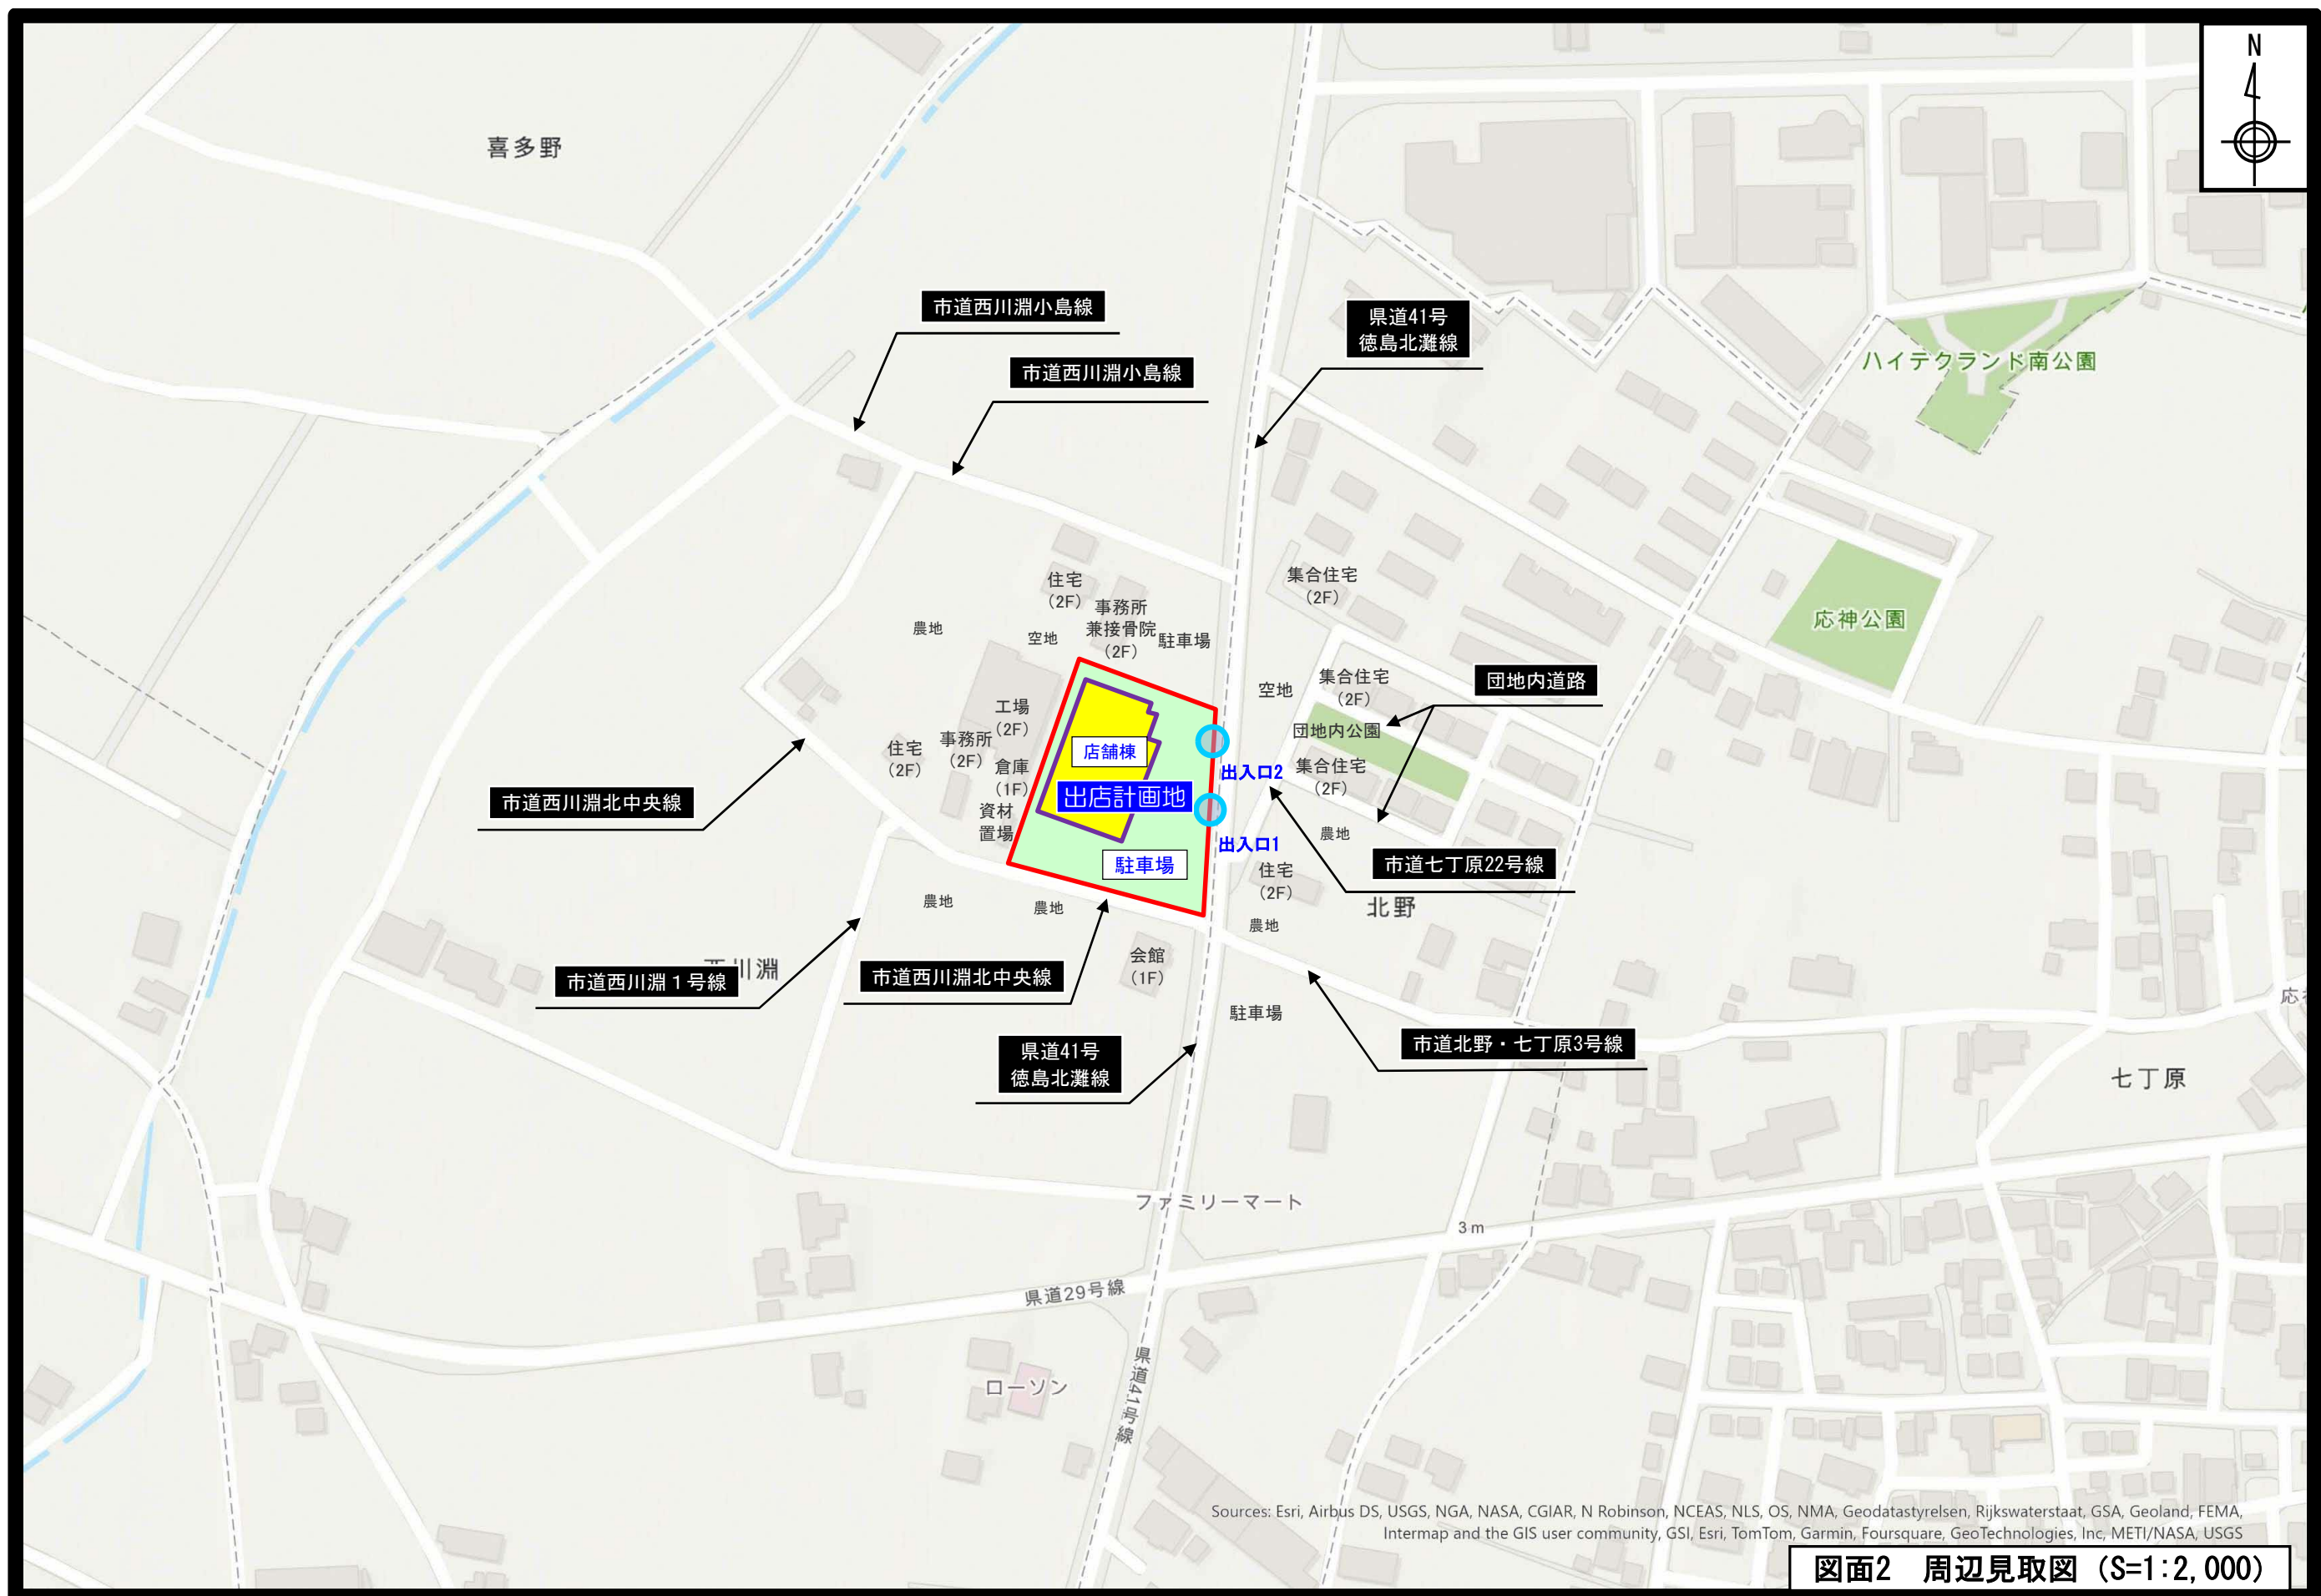 N
喜多野
市道西川淵小島線
県道41号
徳島北灘線
市道西川淵小島線
ハイテクランド南公園
住宅
(2F)
事務所
兼接骨院
(2F)
駐車場
農地
空地
集合住宅
(2F)
応神公園
空地
集合住宅
(2F)
団地内道路
工場
(2F)
事務所
(2F)
住宅
(2F)
店舗棟
団地内公園
出入口2
集合住宅
(2F)
倉庫
(1F)
出店計画地
市道西川淵北中央線
資材
置場
農地
出入口1
駐車場
市道七丁原22号線
住宅
(2F)
農地
農地
北野
農地
会館
(1F)
川淵
市道西川淵1号線
市道西川淵北中央線
駐車場
市道北野・七丁原3号線
県道41号
徳島北灘線
七丁原
ファミリーマート
3 m
県道29号線
県道41号線
ローソン
Sources: Esri, Airbus DS, USGS, NGA, NASA, CGIAR, N Robinson, NCEAS, NLS, OS, NMA, Geodatastyrelsen, Rijkswaterstaat, GSA, Geoland, FEMA,
Intermap and the GIS user community, GSI, Esri, TomTom, Garmin, Foursquare, GeoTechnologies, Inc, METI/NASA, USGS
図面2 周辺見取図 (S=1:2,000)